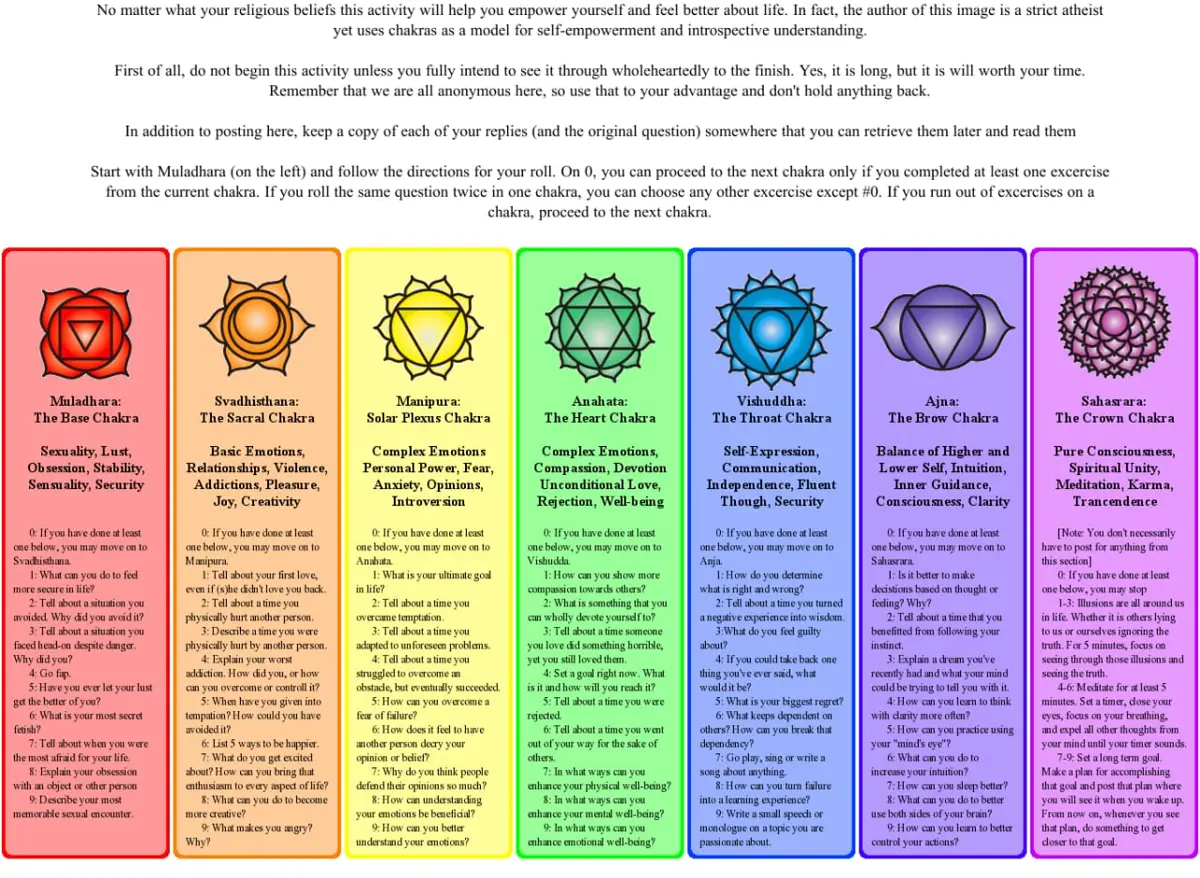 No matter what your religious beliefs this activity will help you empower yourself and feel better about life. In fact, the author of this image is a strict atheist
yet uses chakras as a model for self-empowerment and introspective understanding.
First of all, do not begin this activity unless you fully intend to see it through wholeheartedly to the finish. Yes, it is long, but it is will worth your time.
Remember that we are all anonymous here, so use that to your advantage and don't hold anything back.
In addition to posting here, keep a copy of each of your replies (and the original question) somewhere that you can retrieve them later and read them
Start with Muladhara (on the left) and follow the directions for your roll. On 0, you can proceed to the next chakra only if you completed at least one excercise
from the current chakra. If you roll the same question twice in one chakra, you can choose any other excercise except #0. If you run out of excercises on a
chakra, proceed to the next chakra.
Muladhara:
The Base Chakra
Sexuality, Lust,
Obsession, Stability,
Sensuality, Security
0: If you have done at least
one below, you may move on to
Svadhisthana.
1: What can you do to feel
more secure in life?
2: Tell about a situation you
avoided. Why did you avoid it?
3: Tell about a situation you
faced head-on despite danger.
Why did you?
4: Go fap.
5: Have you ever let your lust
get the better of you?
6: What is your most secret
fetish?
7: Tell about when you were
the most afraid for your life.
8: Explain your obsession
with an object or other person
9: Describe your most
memorable sexual encounter.
Svadhisthana:
The Sacral Chakra
Basic Emotions,
Relationships, Violence,
Addictions, Pleasure,
Joy, Creativity
0: If you have done at least
one below, you may move on to
Manipura.
1: Tell about your first love,
even if (s)he didn't love you back.
2: Tell about a time you
physically hurt another person.
3: Describe a time you were
physically hurt by another person.
4: Explain your worst
addiction. How did you, or how
can you overcome or controll it?
5: When have you given into
tempation? How could you have
avoided it?
6: List 5 ways to be happier.
7: What do you get excited
about? How can you bring that
enthusiasm to every aspect of life?
8: What can you do to become
more creative?
9: What makes you angry?
Why?
Manipura:
Solar Plexus Chakra
Complex Emotions
Personal Power, Fear,
Anxiety, Opinions,
Introversion
0: If you have done at least
one below, you may move on to
Anahata.
1: What is your ultimate goal
in life?
2: Tell about a time you
overcame temptation.
3: Tell about a time you
adapted to unforeseen problems.
4: Tell about a time you
struggled to overcome an
obstacle, but eventually succeeded.
5: How can you overcome a
fear of failure?
6: How does it feel to have
another person decry your
opinion or belief?
7: Why do you think people
defend their opinions so much?
8: How can understanding
your emotions be beneficial?
9: How can you better
understand your emotions?
Anahata:
The Heart Chakra
Complex Emotions,
Compassion, Devotion
Unconditional Love,
Rejection, Well-being
0: If you have done at least
one below, you may move on to
Vishudda.
1: How can you show more
compassion towards others?
2: What is something that you
can wholly devote yourself to?
3: Tell about a time someone
you love did something horrible,
yet you still loved them.
4: Set a goal right now. What
is it and how will you reach it?
5: Tell about a time you were
rejected.
6: Tell about a time you went
out of your way for the sake of
others.
7: In what ways can you
enhance your physical well-being?
8: In what ways can you
enhance your mental well-being?
9: In what ways can you
enhance emotional well-being?
Vishuddha:
The Throat Chakra
Self-Expression,
Communication,
Independence, Fluent
Though, Security
0: If you have done at least
one below, you may move on to
Anja.
1: How do you determine
what is right and wrong?
2: Tell about a time you turned
a negative experience into wisdom.
3:What do you feel guilty
about?
4: If you could take back one
thing you've ever said, what
would it be?
5: What is your biggest regret?
6: What keeps dependent on
others? How can you break that
dependency?
7: Go play, sing or write a
song about anything.
8: How can you turn failure
into a learning experience?
9: Write a small speech or
monologue on a topic you are
passionate about.
Ajna:
The Brow Chakra
Balance of Higher and
Lower Self, Intuition,
Inner Guidance,
Consciousness, Clarity
0: If you have done at least
one below, you may move on to
Sahasrara.
1: Is it better to make
decistions based on thought or
feeling? Why?
2: Tell about a time that you
benefitted from following your
instinct.
3: Explain a dream you've
recently had and what your mind
could be trying to tell you with it.
4: How can you learn to think
with clarity more often?
5: How can you practice using
your "mind's eye"?
6: What can you do to
increase your intuition?
7: How can you sleep better?
8: What can you do to better
use both sides of your brain?
9: How can you learn to better
control your actions?
Sahasrara:
The Crown Chakra
Pure Conciousness,
Spiritual Unity,
Meditation, Karma,
Trancendence
[Note: You don't necessarily
have to post for anything from
this section]
0: If you have done at least
one below, you may stop
1-3: Illusions are all around us
in life. Whether it is others lying
to us or ourselves ignoring the
truth. For 5 minutes, focus on
seeing through those illusions and
seeing the truth.
4-6: Meditate for at least 5
minutes. Set a timer, close your
eyes, focus on your breathing,
and expel all other thoughts from
your mind until your timer sounds.
7-9: Set a long term goal.
Make a plan for accomplishing
that goal and post that plan where
you will see it when you wake up.
From now on, whenever you see
that plan, do something to get
closer to that goal.